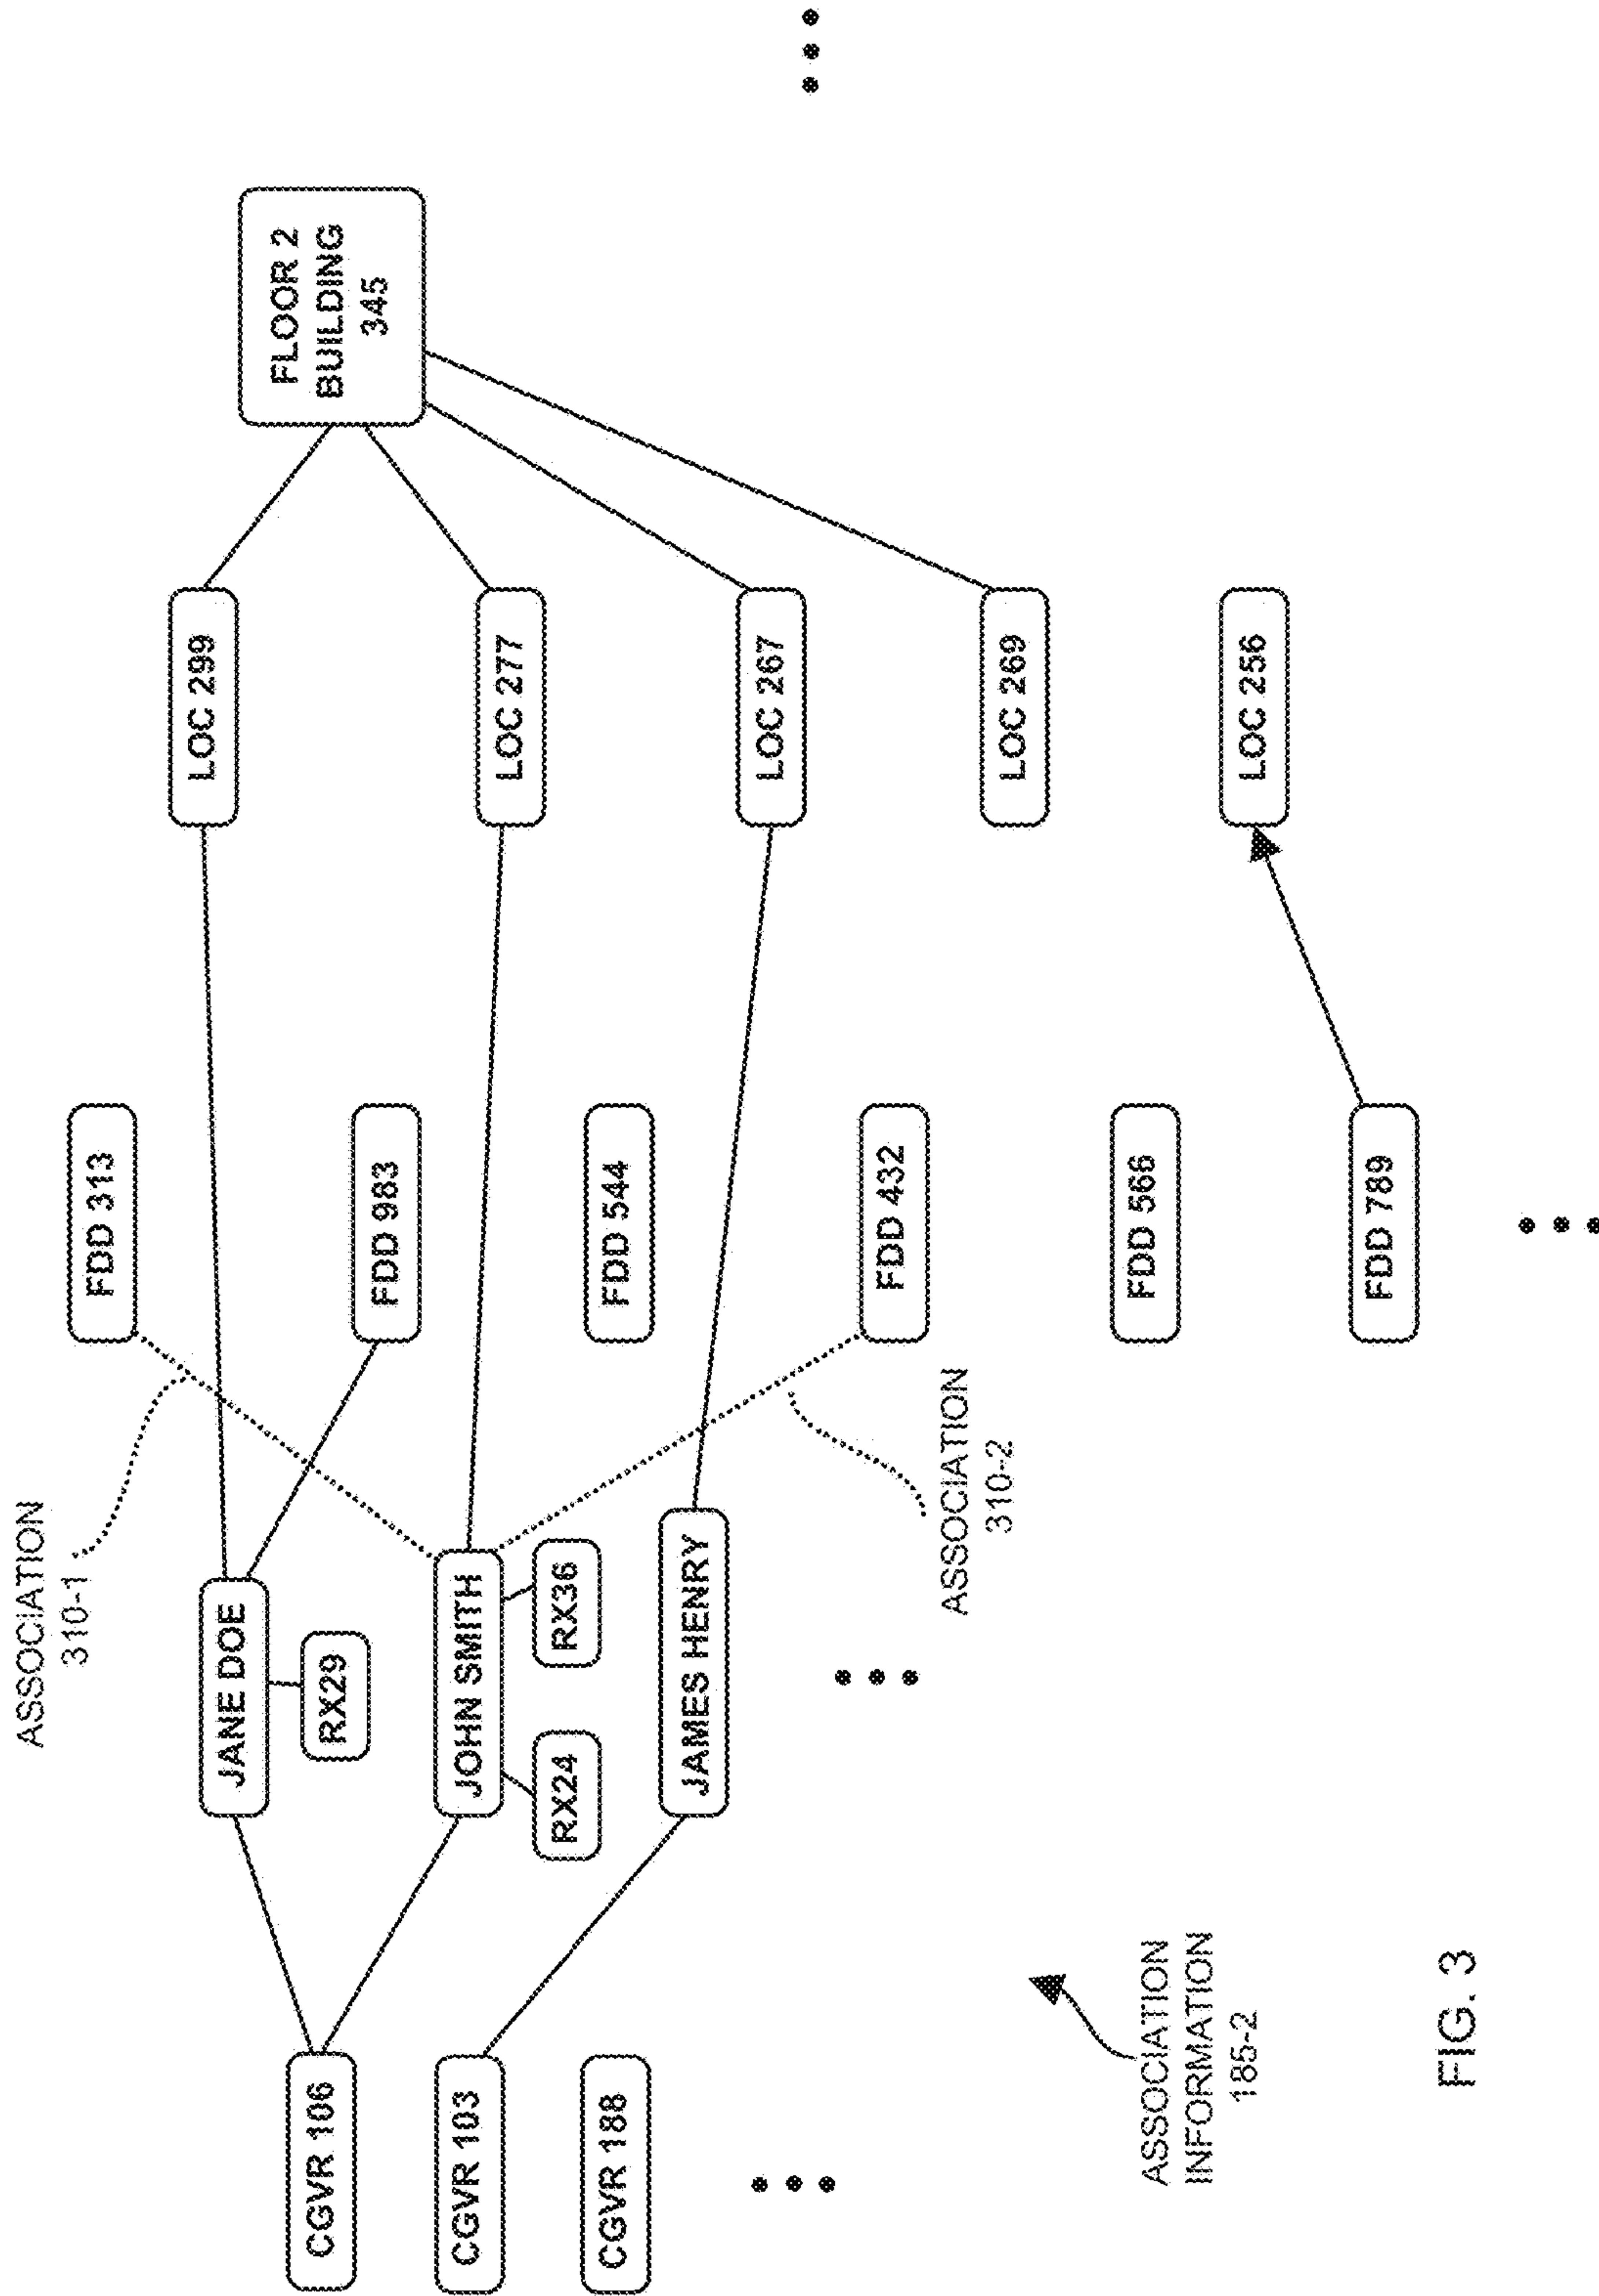 ASSOCIATION
310-1
CGVR 106
CGVR 103
CGVR 188
JANE DOE
RX29
JOHN SMITH
RX24
RX36
JAMES HENRY
ASSOCIATION
310-2
FDD 313
FDD 983
FDD 544
FDD 432
FDD 566
FDD 789
LOC 299
LOC 277
LOC 267
LOC 269
LOC 256
FLOOR 2
BUILDING
345
ASSOCIATION
INFORMATION
185-2
FIG. 3